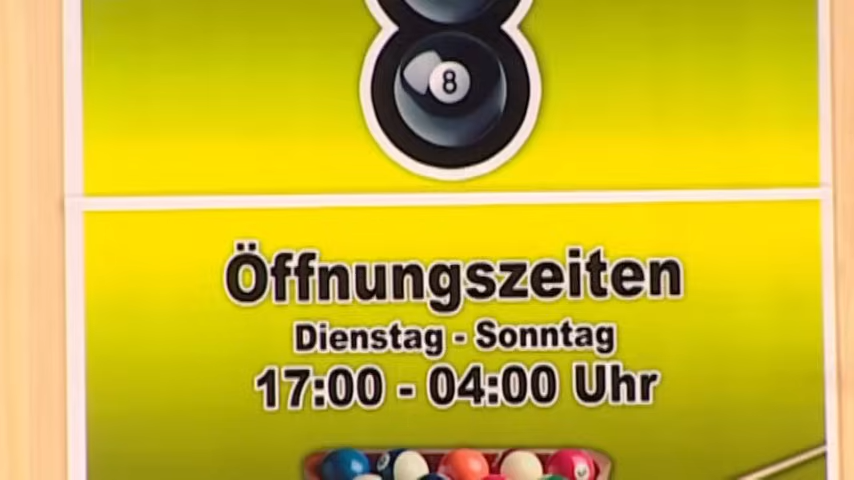 8
Öffnungszeiten
Dienstag - Sonntag
17:00 - 04:00 Uhr